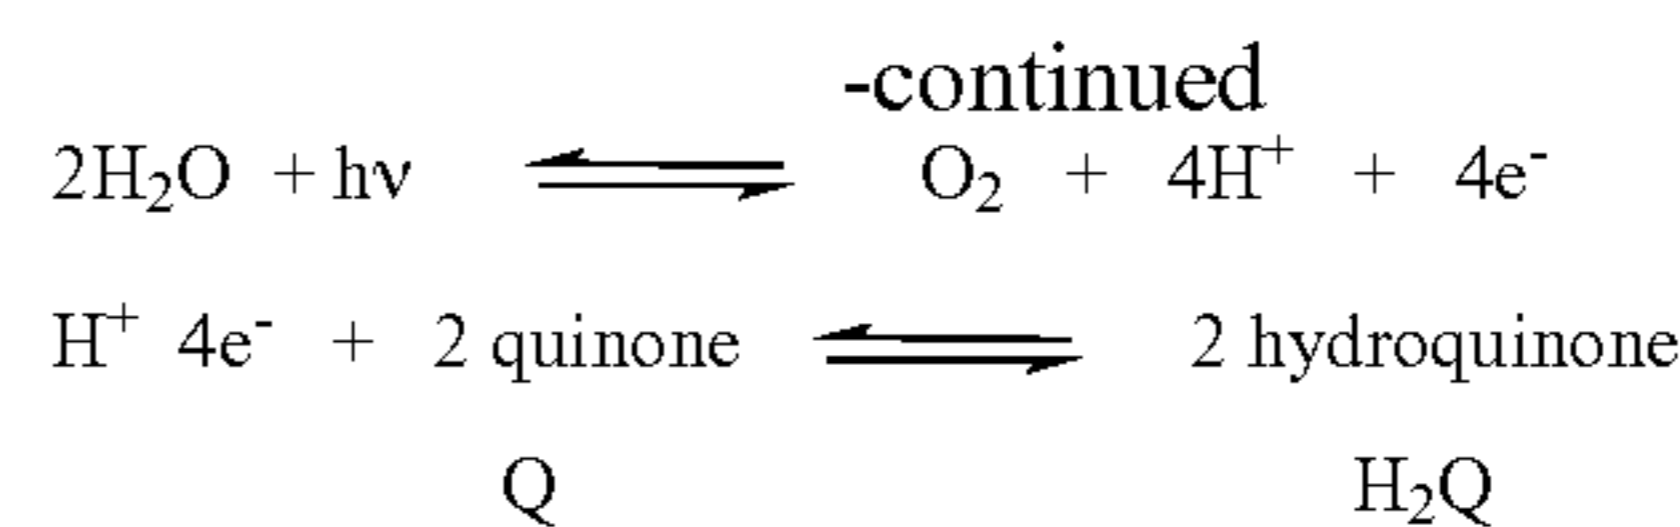 -continued
2H₂O + hν ⇌ O₂ + 4H⁺ + 4e⁻
H⁺ 4e⁻ + 2 quinone ⇌ 2 hydroquinone
Q H₂Q